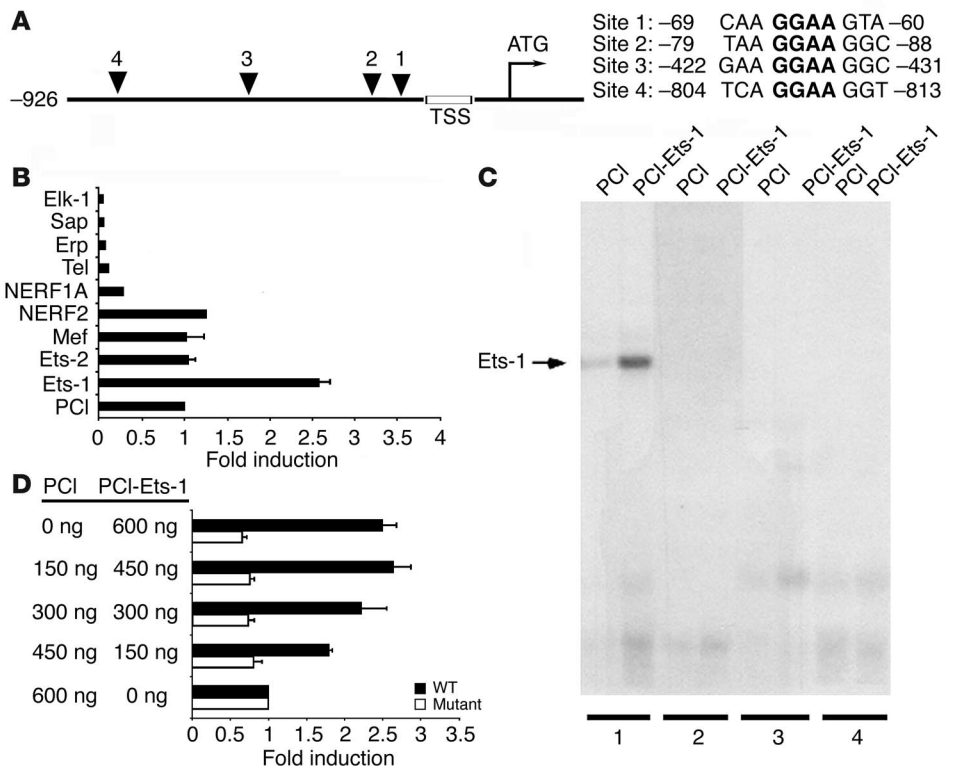 A
4 3 2 1 ATG
–926
TSS
Site 1: –69 CAA GGAA GTA –60
Site 2: –79 TAA GGAA GGC –88
Site 3: –422 GAA GGAA GGC –431
Site 4: –804 TCA GGAA GGT –813
B
Elk-1
Sap
Erp
Tel
NERF1A
NERF2
Mef
Ets-2
Ets-1
PCI
0 0.5 1 1.5 2 2.5 3 3.5 4
Fold induction
C
PCI PCI-Ets-1 PCI PCI-Ets-1 PCI PCI-Ets-1 PCI PCI-Ets-1
Ets-1
1 2 3 4
D
PCI PCI-Ets-1
0 ng 600 ng
150 ng 450 ng
300 ng 300 ng
450 ng 150 ng
600 ng 0 ng
WT
Mutant
0 0.5 1 1.5 2 2.5 3 3.5
Fold induction